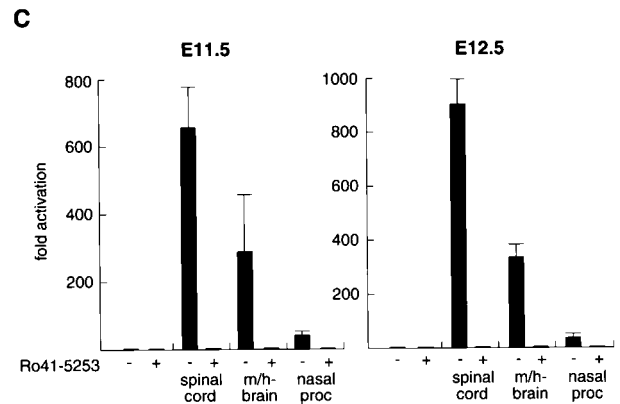 C
E11.5
E12.5
fold activation
800
600
400
200
1000
800
600
400
200
Ro41-5253 - + - + - + - + - + - + - + - +
spinal cord
m/h-brain
nasal proc
spinal cord
m/h-brain
nasal proc